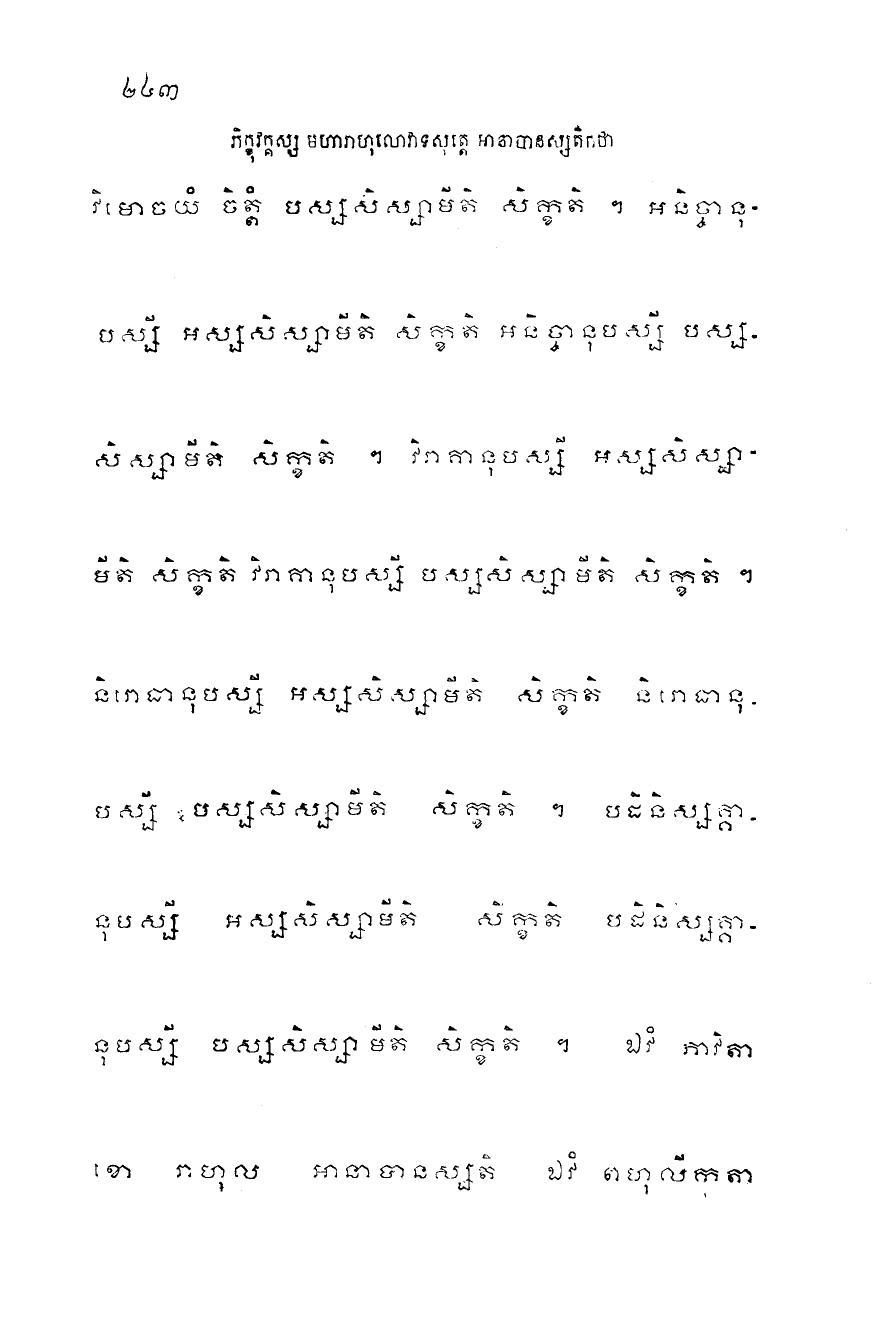 ២៤៣
ភិក្ខុវគ្គស្ស មហារាហុលោវាទសុត្តេ អានាបានស្សតិកថា
វិមោចយំ ចិត្តំ បស្សសិស្សាមីតិ សិក្ខតិ ។ អនិច្ចានុ-
បស្សី អស្សសិស្សាមីតិ សិក្ខតិ អនិច្ចានុបស្សី បស្ស-
សិស្សាមីតិ សិក្ខតិ ។ វិរាគានុបស្សី អស្សសិស្សា-
មីតិ សិក្ខតិ វិរាគានុបស្សី បស្សសិស្សាមីតិ សិក្ខតិ ។
និរោធានុបស្សី អស្សសិស្សាមីតិ សិក្ខតិ និរោធានុ-
បស្សី បស្សសិស្សាមីតិ សិក្ខតិ ។ បដិនិស្សគ្គា-
នុបស្សី អស្សសិស្សាមីតិ សិក្ខតិ បដិនិស្សគ្គា-
នុបស្សី បស្សសិស្សាមីតិ សិក្ខតិ ។ ឯវំ ភាវិតា
ខោ រាហុល អានាបានស្សតិ ឯវំ ពហុលីកតា